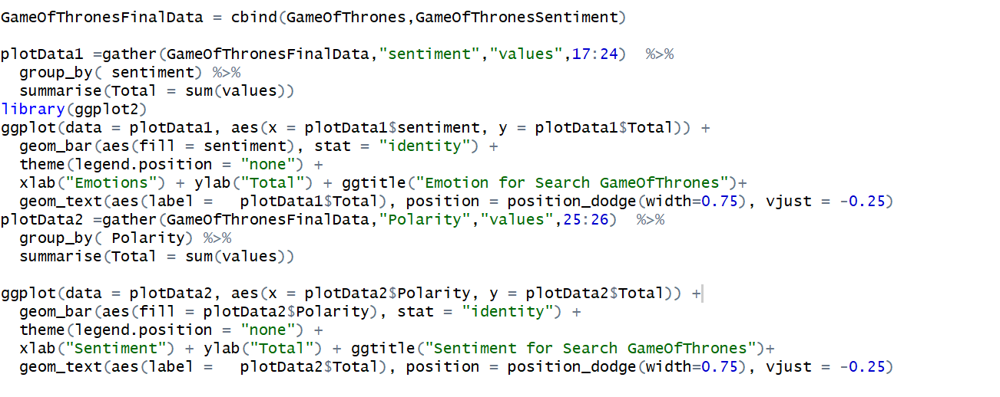 GameOfThronesFinalData = cbind(GameOfThrones,GameOfThronesSentiment)

plotData1 =gather(GameOfThronesFinalData,"sentiment","values",17:24)  %>%
  group_by( sentiment) %>%
  summarise(Total = sum(values))
library(ggplot2)
ggplot(data = plotData1, aes(x = plotData1$sentiment, y = plotData1$Total)) +
  geom_bar(aes(fill = sentiment), stat = "identity") +
  theme(legend.position = "none") +
  xlab("Emotions") + ylab("Total") + ggtitle("Emotion for Search GameOfThrones")+
  geom_text(aes(label =   plotData1$Total), position = position_dodge(width=0.75), vjust = -0.25)
plotData2 =gather(GameOfThronesFinalData,"Polarity","values",25:26)  %>%
  group_by( Polarity) %>%
  summarise(Total = sum(values))

ggplot(data = plotData2, aes(x = plotData2$Polarity, y = plotData2$Total)) +
  geom_bar(aes(fill = plotData2$Polarity), stat = "identity") +
  theme(legend.position = "none") +
  xlab("Sentiment") + ylab("Total") + ggtitle("Sentiment for Search GameOfThrones")+
  geom_text(aes(label =   plotData2$Total), position = position_dodge(width=0.75), vjust = -0.25)